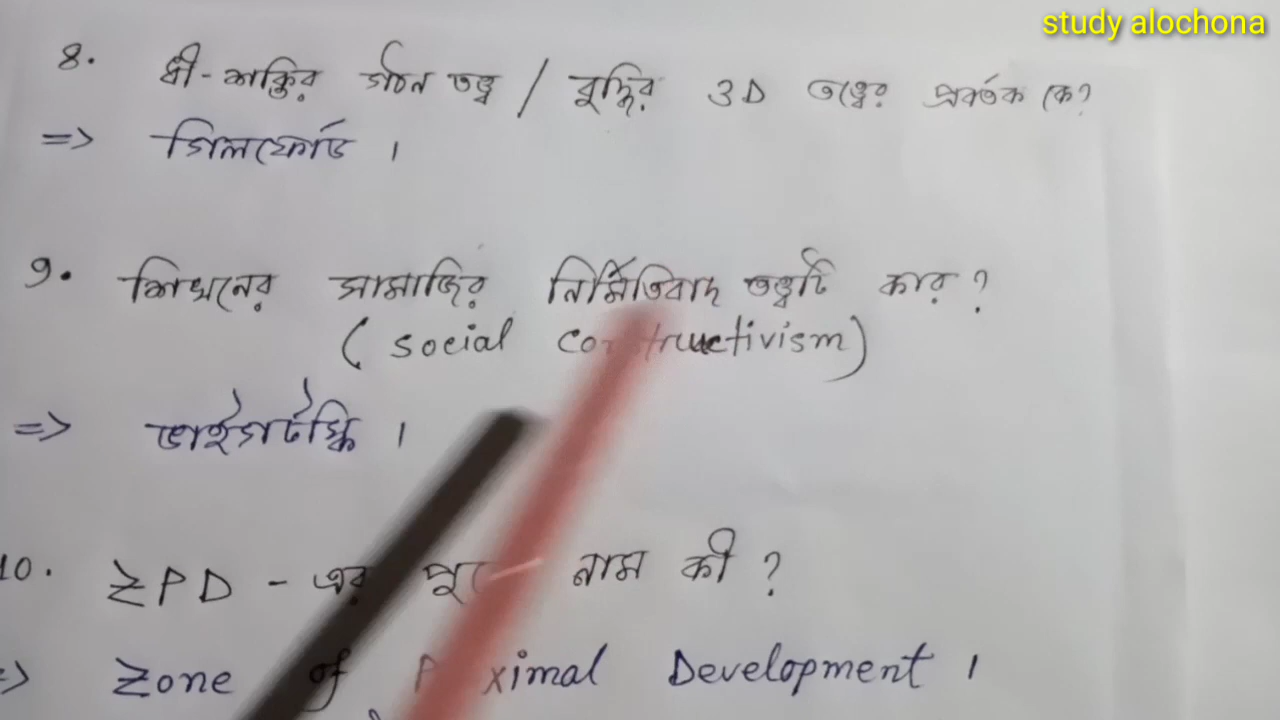 study alochona
8. ধী-শক্তির গঠন তত্ত্ব / বুদ্ধির 3D তত্ত্বের প্রবর্তক কে?
=> গিলফোর্ড ।
9. শিখনের সামাজির নির্মিতিবাদ তত্ত্বটি কার ?
(social constructivism)
=> ভাইগটস্কি ।
10. ZPD - এর নাম কী ?
=> Zone of Development ।